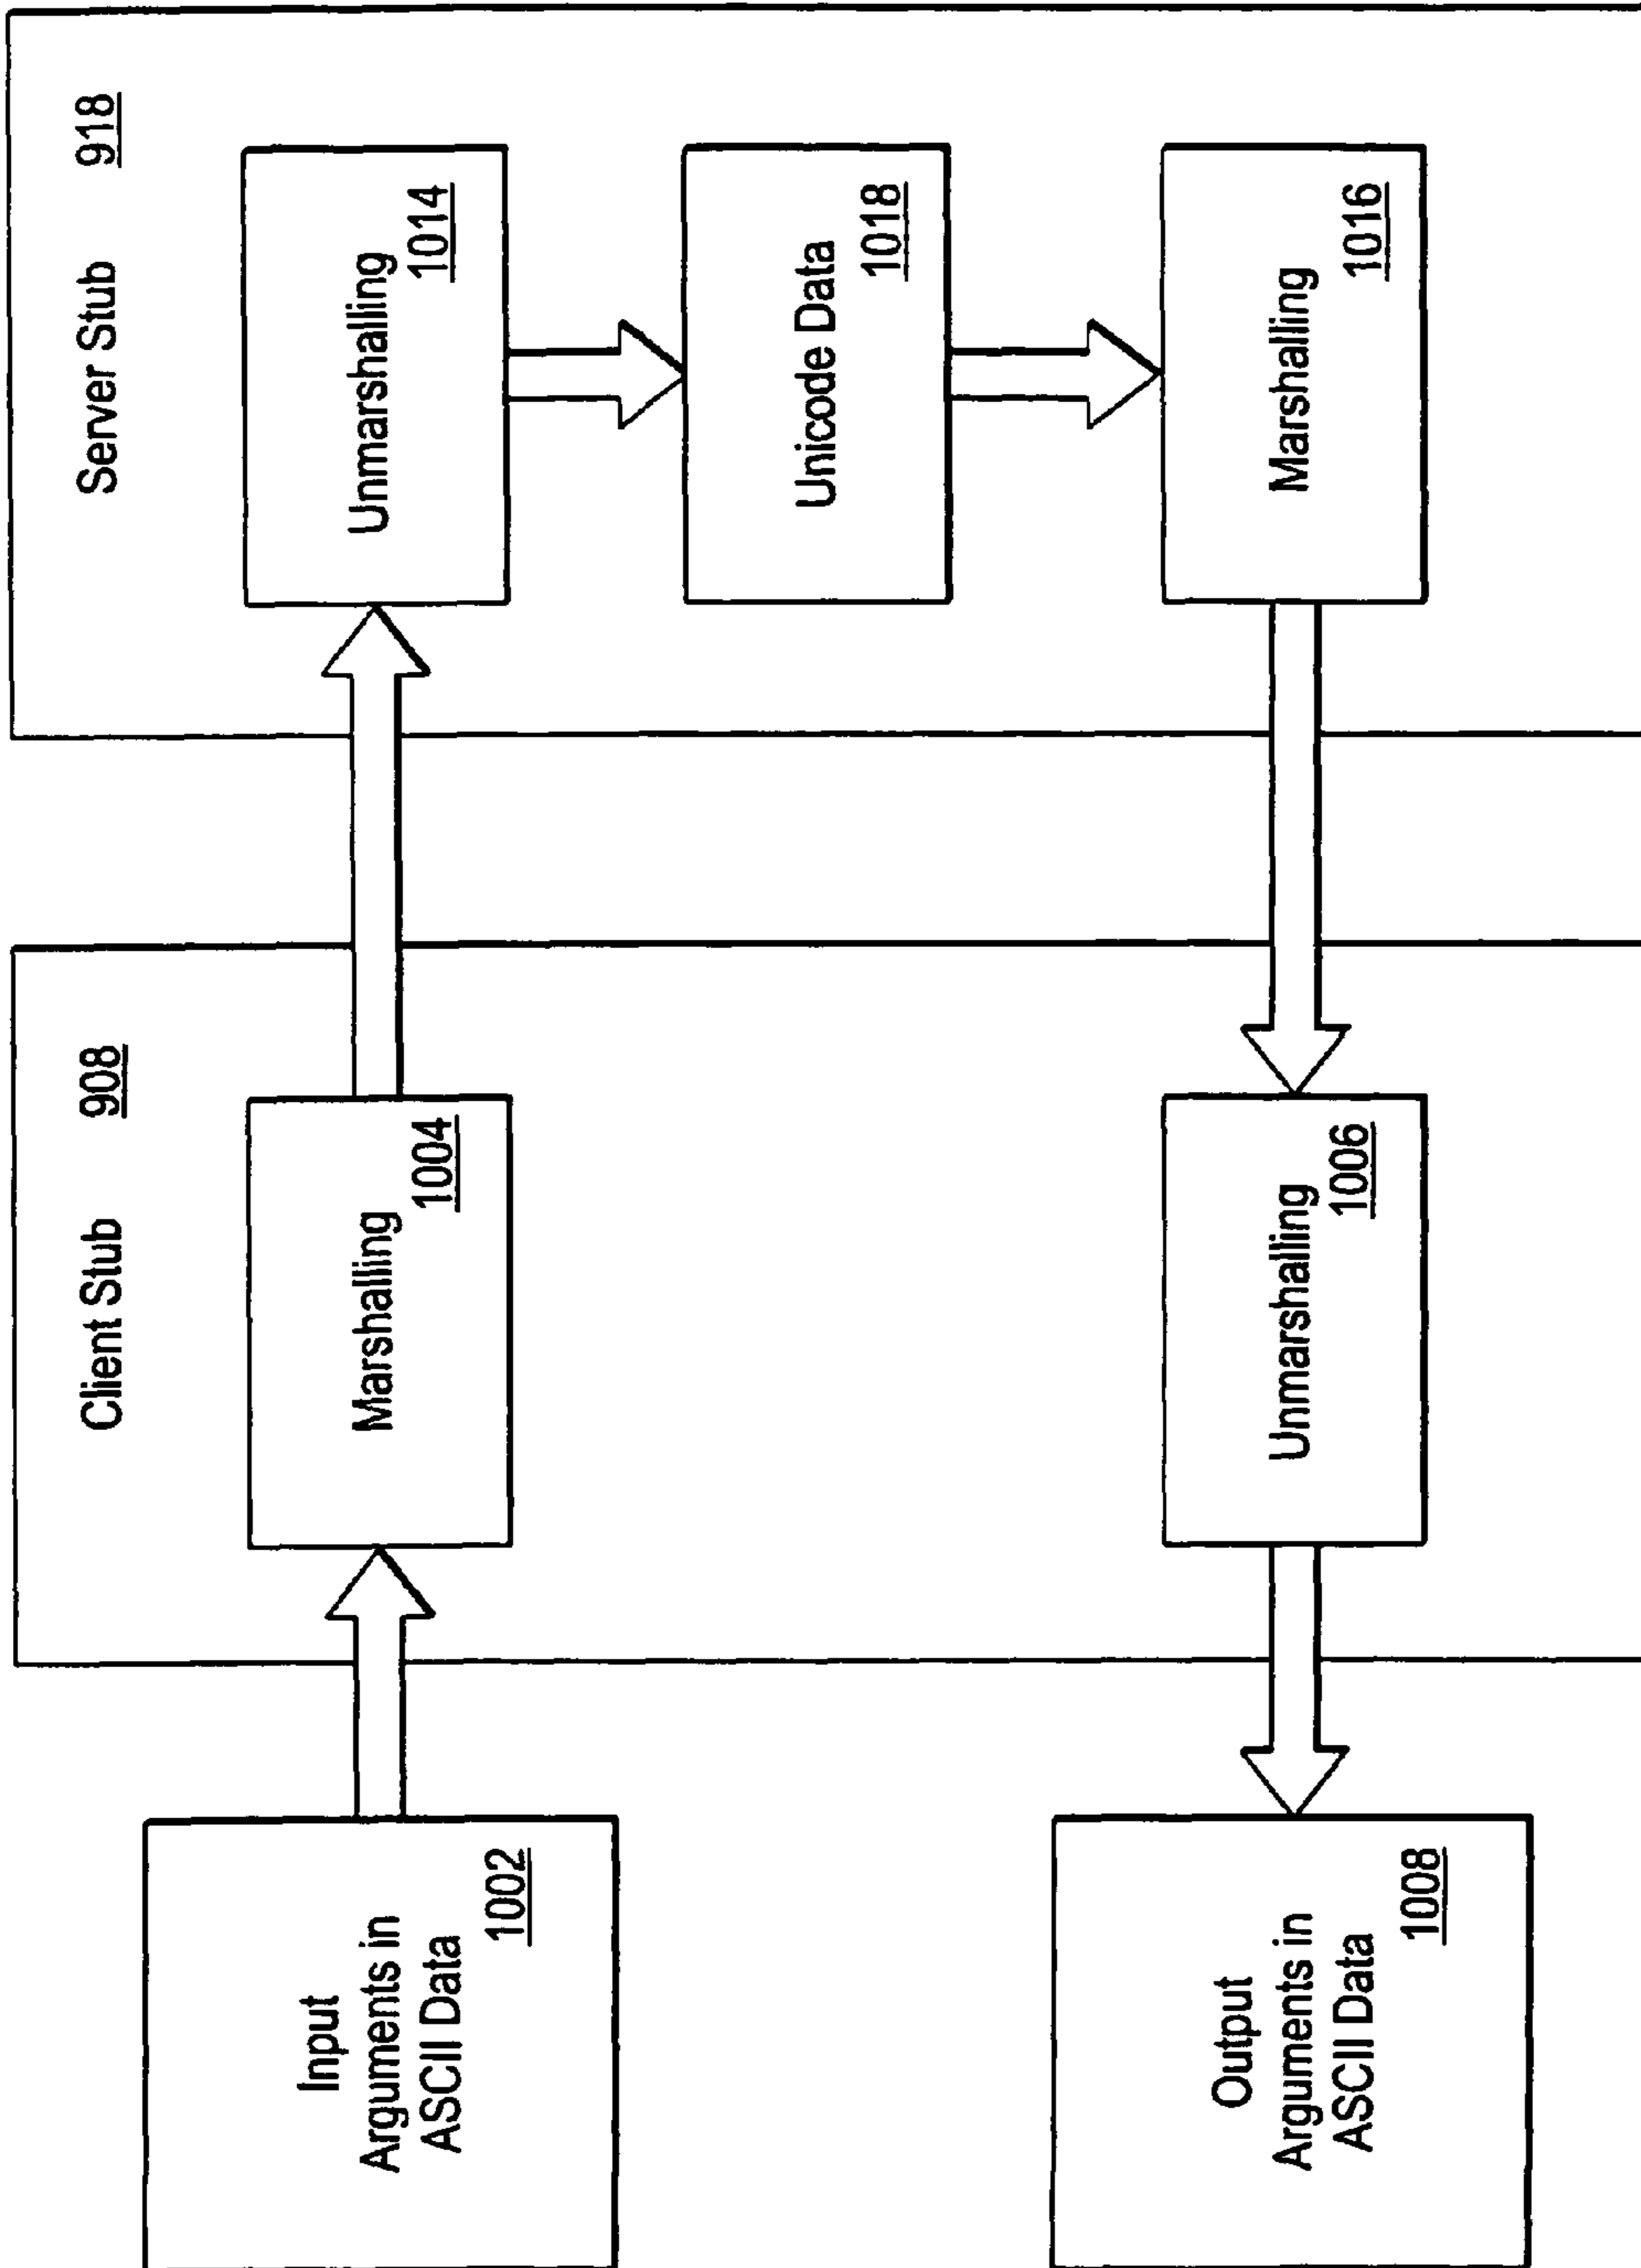 Input
Arguments in
ASCII Data
1002
Client Stub 908
Marshalling
1004
Server Stub 918
Unmarshalling
1014
Unicode Data
1018
Marshalling
1016
Unmarshalling
1006
Output
Arguments in
ASCII Data
1008